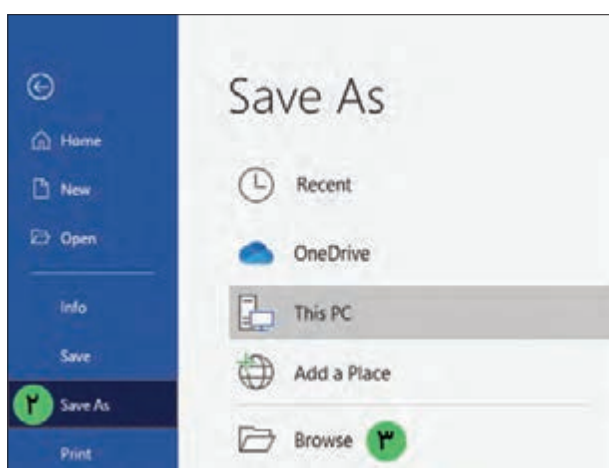 Home
New
Open
Info
Save
۲ Save As
Print
Save As
Recent
OneDrive
This PC
Add a Place
Browse ۳